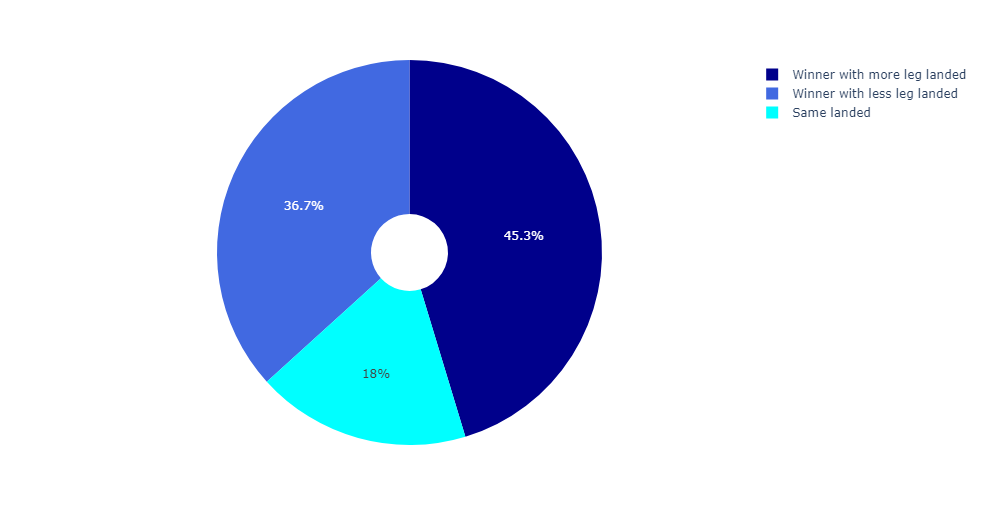 Winner with more leg landed
Winner with less leg landed
Same landed
36.7%
45.3%
18%